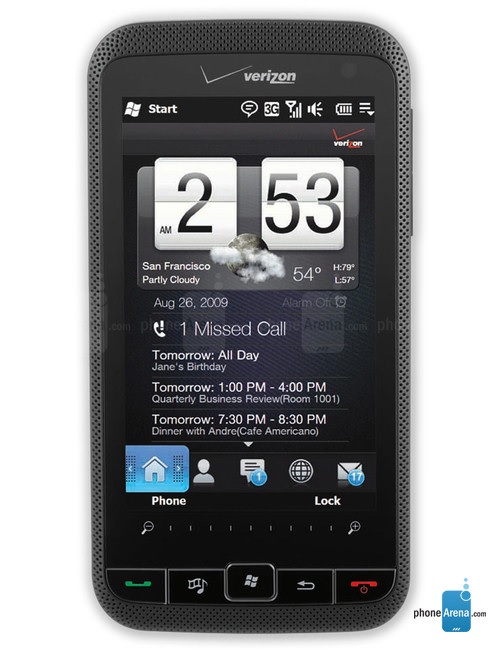 verizon
Start
3G
verizon
2 53
AM
San Francisco
Partly Cloudy
54°
H:79°
L:57°
Aug 26, 2009
Alarm Off
phoneArena.com
1 Missed Call
Tomorrow: All Day
Jane's Birthday
Tomorrow: 1:00 PM - 4:00 PM
Quarterly Business Review(Room 1001)
Tomorrow: 7:30 PM - 8:30 PM
Dinner with Andre(Cafe Americano)
1
17
Phone
Lock
phoneArena.com